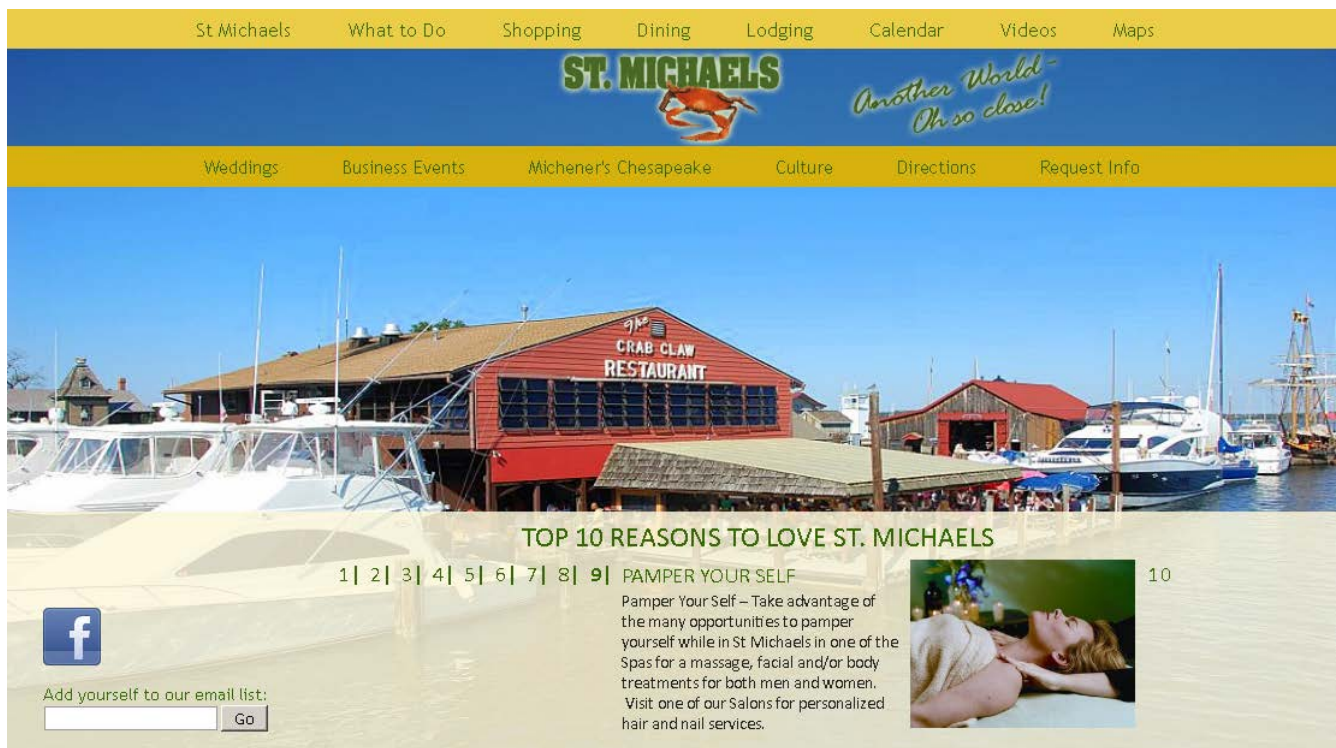 St Michaels What to Do Shopping Dining Lodging Calendar Videos Maps
ST. MICHAELS
Another World -
Oh so close!
Weddings Business Events Michener's Chesapeake Culture Directions Request Info
The
CRAB CLAW
RESTAURANT
TOP 10 REASONS TO LOVE ST. MICHAELS
1| 2| 3| 4| 5| 6| 7| 8| 9| PAMPER YOUR SELF 10
Pamper Your Self – Take advantage of
the many opportunities to pamper
yourself while in St Michaels in one of the
Spas for a massage, facial and/or body
treatments for both men and women.
Visit one of our Salons for personalized
hair and nail services.
f
Add yourself to our email list:
Go